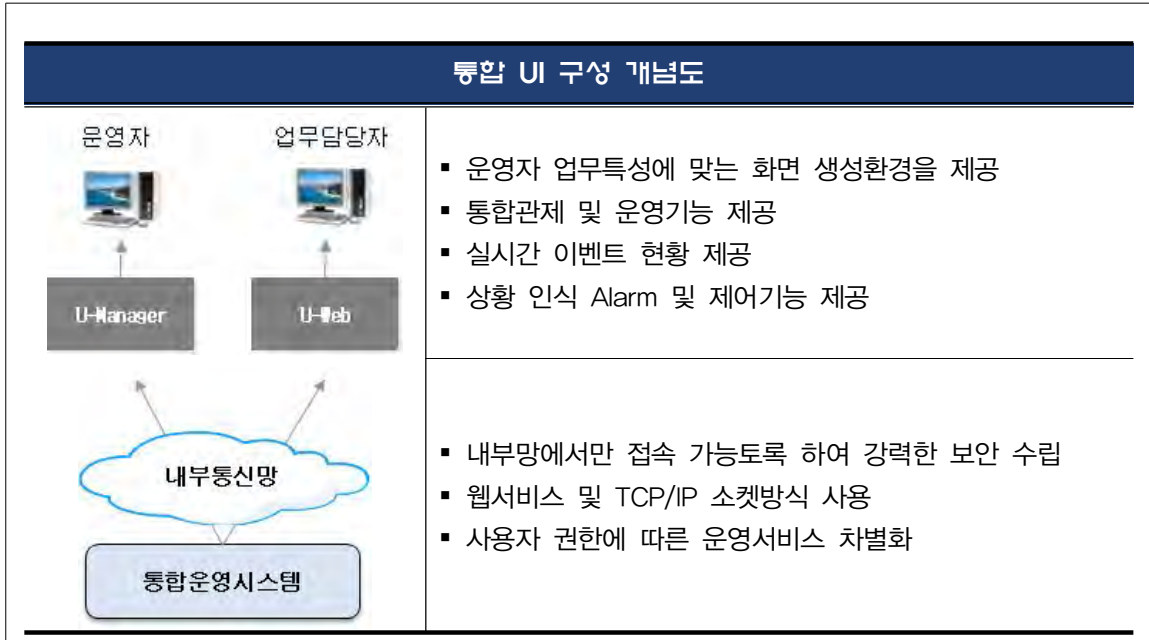 통합 UI 구성 개념도
운영자
업무담당자
U-Manager
U-Web
내부통신망
통합운영시스템
▪ 운영자 업무특성에 맞는 화면 생성환경을 제공
▪ 통합관제 및 운영기능 제공
▪ 실시간 이벤트 현황 제공
▪ 상황 인식 Alarm 및 제어기능 제공
▪ 내부망에서만 접속 가능토록 하여 강력한 보안 수립
▪ 웹서비스 및 TCP/IP 소켓방식 사용
▪ 사용자 권한에 따른 운영서비스 차별화